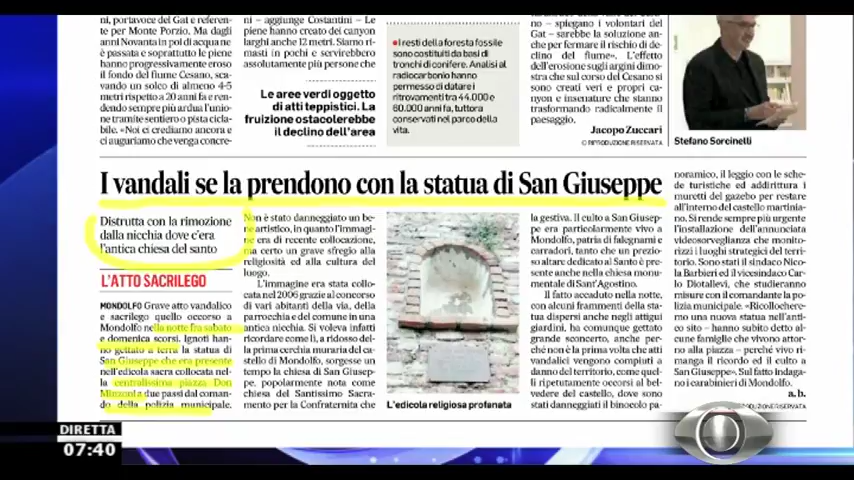 ni, portavoce del Gat e referen-
te per Monte Porzio. Ma dagli
anni Novanta in poi di acqua ne
è passata e soprattutto le piene
hanno progressivamente eroso
il fondo del fiume Cesano, sca-
vando un solco di almeno 4-5
metri rispetto a 20 anni fa e ren-
dendo sempre più ardua l'unio-
ne tramite sentiero o pista cicla-
bile. «Noi ci crediamo ancora e
ci auguriamo che venga concre-
ni – aggiunge Costantini –. Le
piene hanno creato dei canyon
larghi anche 12 metri. Siamo ri-
masti in pochi e servirebbero
assolutamente più persone che
Le aree verdi oggetto
di atti teppistici. La
fruizione ostacolerebbe
il declino dell'area
I resti della foresta fossile
sono costituiti da basi di
tronchi di conifere. Analisi al
radiocarbonio hanno
permesso di datare i
ritrovamenti tra 44.000 e
60.000 anni fa, tuttora
conservati nel parco della
vita.
no – spiegano i volontari del
Gat – sarebbe la soluzione an-
che per fermare il rischio di de-
clino del fiume». L'effetto
dell'erosione sugli argini dimo-
stra che sul corso del Cesano si
sono creati veri e propri ca-
nyon e insenature che stanno
trasformando radicalmente il
paesaggio.
Jacopo Zuccari
© RIPRODUZIONE RISERVATA
Stefano Sorcinelli
I vandali se la prendono con la statua di San Giuseppe
Distrutta con la rimozione
dalla nicchia dove c'era
l'antica chiesa del santo
L'ATTO SACRILEGO
MONDOLFO Grave atto vandalico
e sacrilego quello occorso a
Mondolfo nella notte fra sabato
e domenica scorsi. Ignoti han-
no gettato a terra la statua di
San Giuseppe che era presente
nell'edicola sacra collocata nel-
la centralissima piazza Don
Minzoni a due passi dal coman-
do della polizia municipale.
Non è stato danneggiato un be-
ne artistico, in quanto l'immagi-
ne era di recente collocazione,
ma certo un grave sfregio alla
religiosità ed alla cultura del
luogo.
L'immagine era stata collo-
cata nel 2006 grazie al concorso
di vari abitanti della via, della
parrocchia e del comune in una
antica nicchia. Si voleva infatti
ricordare come lì, a ridosso del-
la prima cerchia muraria del ca-
stello di Mondolfo, sorgesse un
tempo la chiesa di San Giusep-
pe, popolarmente nota come
chiesa del Santissimo Sacra-
mento per la Confraternita che
L'edicola religiosa profanata
la gestiva. Il culto a San Giusep-
pe era particolarmente vivo a
Mondolfo, patria di falegnami e
carradori, tanto che un prezio-
so altare dedicato al Santo è pre-
sente anche nella chiesa monu-
mentale di Sant'Agostino.
Il fatto accaduto nella notte,
con alcuni frammenti della sta-
tua dispersi anche negli attigui
giardini, ha comunque gettato
grande sconcerto, anche per-
ché non è la prima volta che atti
vandalici vengono compiuti a
danno del territorio, come quel-
li ripetutamente occorsi al bel-
vedere del castello, dove sono
stati danneggiati il binocolo pa-
noramico, il leggio con le sche-
de turistiche ed addirittura i
muretti del gazebo per restare
all'interno del castello martinia-
no. Si rende sempre più urgente
l'installazione dell'annunciata
videosorveglianza che monito-
rizzi i luoghi strategici del terri-
torio. Sono stati il sindaco Nico-
la Barbieri ed il vicesindaco Car-
lo Diotallevi, che studieranno
misure con il comandante la po-
lizia municipale. «Ricolloche-
remo una nuova statua nell'anti-
co sito – hanno subito detto al-
cune famiglie che vivono attor-
no alla piazza – perché vivo ri-
manga il ricordo ed il culto a
San Giuseppe». Sul fatto indaga-
no i carabinieri di Mondolfo.
a. b.
RIPRODUZIONE RISERVATA
DIRETTA
07:40